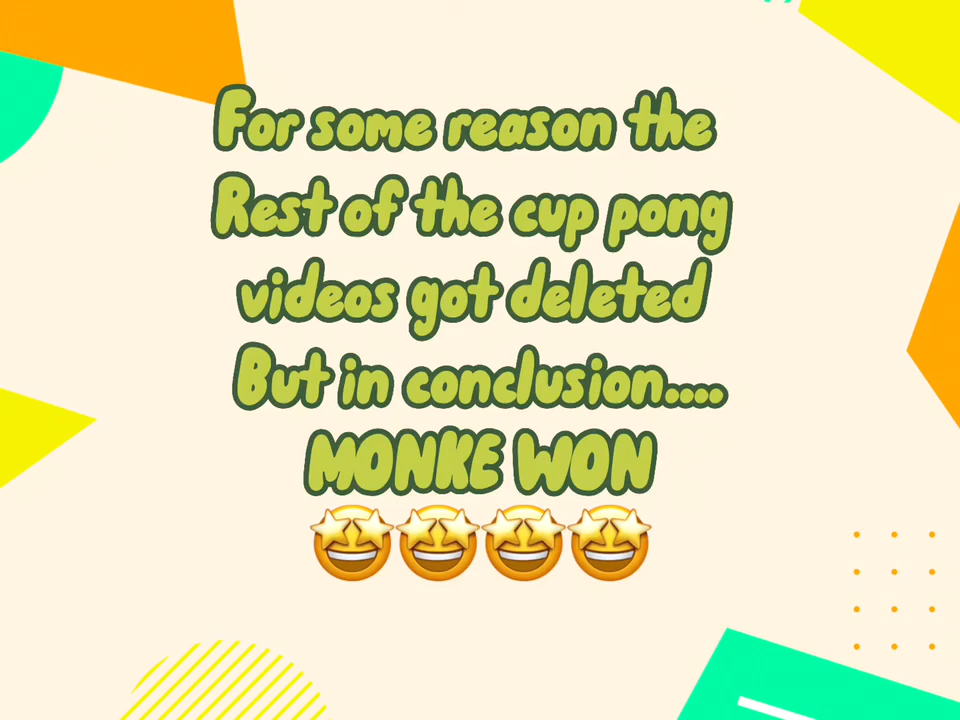 For some reason the
Rest of the cup pong
videos got deleted
But in conclusion....
MONKE WON
🤩🤩🤩🤩